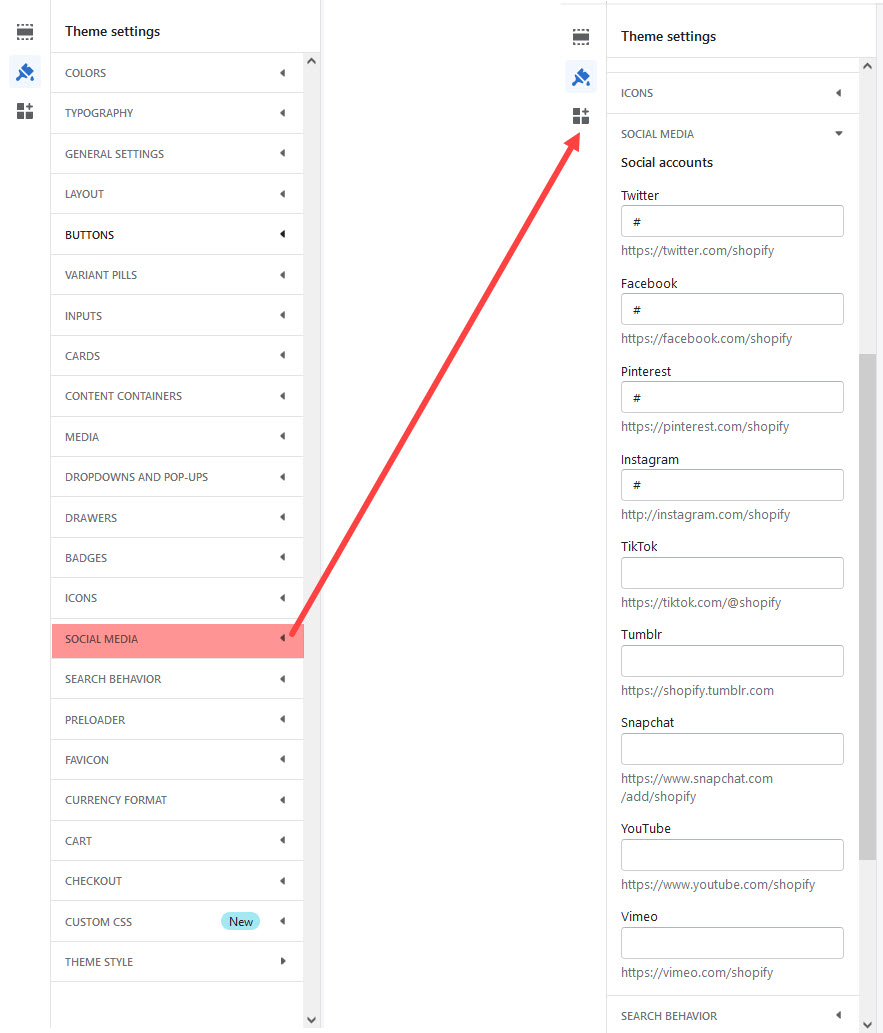 Theme settings
COLORS
TYPOGRAPHY
GENERAL SETTINGS
LAYOUT
BUTTONS
VARIANT PILLS
INPUTS
CARDS
CONTENT CONTAINERS
MEDIA
DROPDOWNS AND POP-UPS
DRAWERS
BADGES
ICONS
SOCIAL MEDIA
SEARCH BEHAVIOR
PRELOADER
FAVICON
CURRENCY FORMAT
CART
CHECKOUT
CUSTOM CSS New
THEME STYLE
Theme settings
ICONS
SOCIAL MEDIA
Social accounts
Twitter
#
https://twitter.com/shopify
Facebook
#
https://facebook.com/shopify
Pinterest
#
https://pinterest.com/shopify
Instagram
#
http://instagram.com/shopify
TikTok
https://tiktok.com/@shopify
Tumblr
https://shopify.tumblr.com
Snapchat
https://www.snapchat.com
/add/shopify
YouTube
https://www.youtube.com/shopify
Vimeo
https://vimeo.com/shopify
SEARCH BEHAVIOR